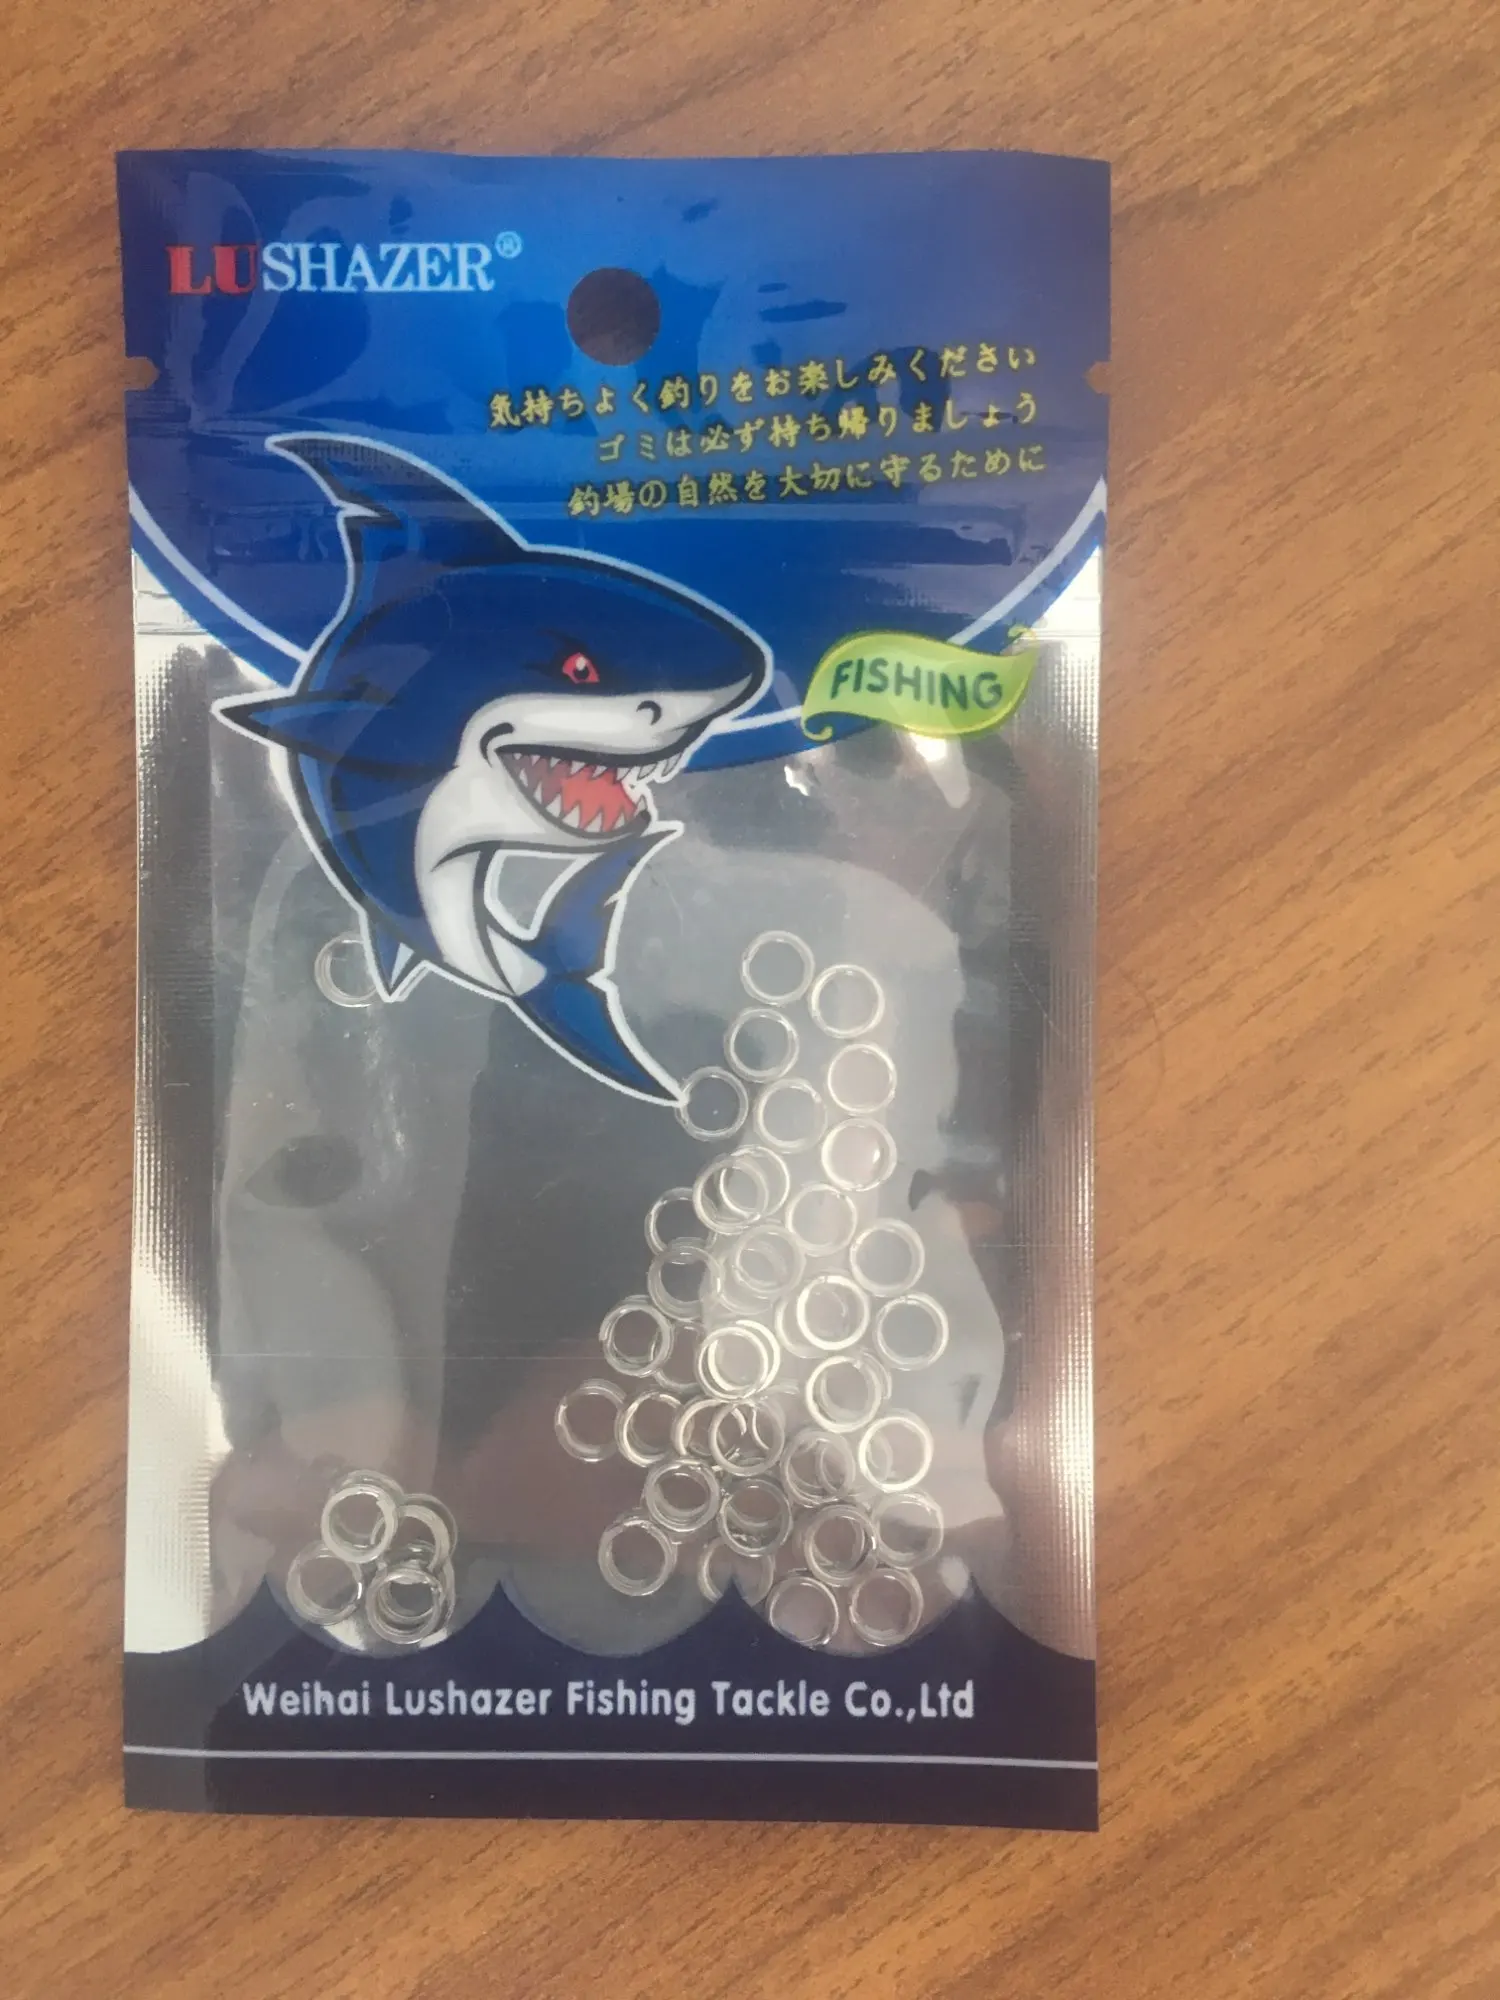 LUSHAZER®
気持ちよく釣りをお楽しみください
ゴミは必ず持ち帰りましょう
釣場の自然を大切に守るために
FISHING
Weihai Lushazer Fishing Tackle Co.,Ltd